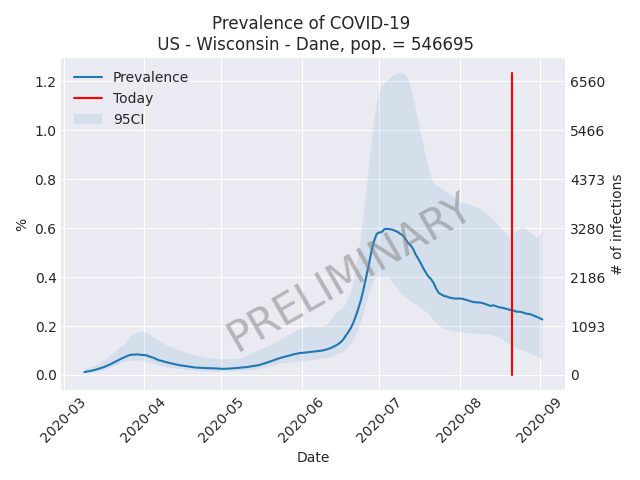 Prevalence of COVID-19
US - Wisconsin - Dane, pop. = 546695
Prevalence
Today
95CI
PRELIMINARY
1.2
1.0
0.8
0.6
0.4
0.2
0.0
%
6560
5466
4373
3280
2186
1093
0
# of infections
2020-03
2020-04
2020-05
2020-06
2020-07
2020-08
2020-09
Date